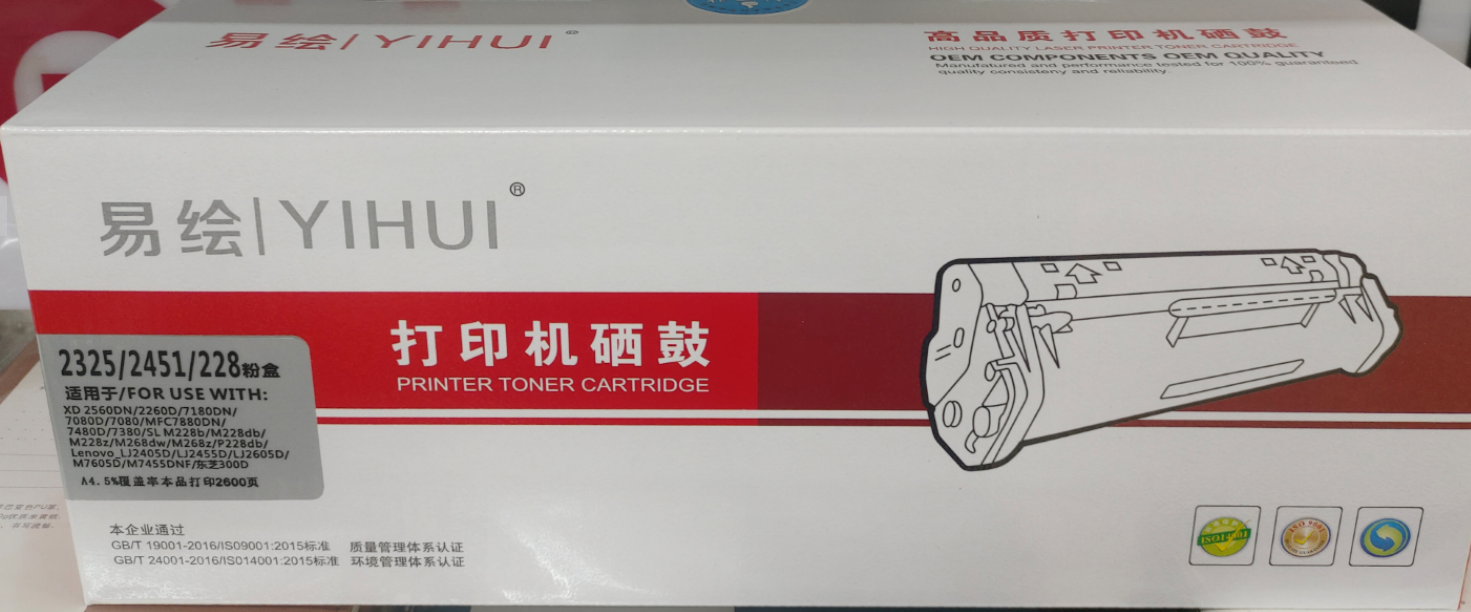 易绘|YIHUI®
高品质打印机硒鼓
HIGH QUALITY LASER PRINTER TONER CARTRIDGE
OEM COMPONENTS OEM QUALITY
Manufatured and performance tested for 100% guaranteed
quality consisteny and reliability
易绘|YIHUI®
打印机硒鼓
PRINTER TONER CARTRIDGE
2325/2451/228粉盒
适用于/FOR USE WITH:
XD 2560DN/2260D/7180DN/
7080D/7080/MFC7880DN/
7480D/7380/SL M228b/M228db/
M228z/M268dw/M268z/P228db/
Lenovo_LJ2405D/LJ2455D/LJ2605D/
M7605D/M7455DNF/东芝300D
A4.5%覆盖率本品打印2600页
本企业通过
GB/T 19001-2016/IS09001:2015标准 质量管理体系认证
GB/T 24001-2016/IS014001:2015标准 环境管理体系认证
ISO14001
ISO 9001